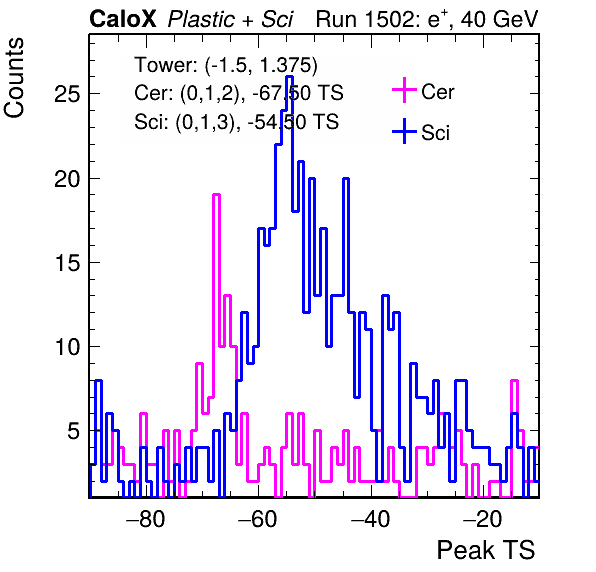 CaloX Plastic + Sci Run 1502: e+, 40 GeV
Counts
Tower: (-1.5, 1.375)
Cer: (0,1,2), -67.50 TS
Sci: (0,1,3), -54.50 TS
Cer
Sci
25
20
15
10
5
−80 −60 −40 −20
Peak TS